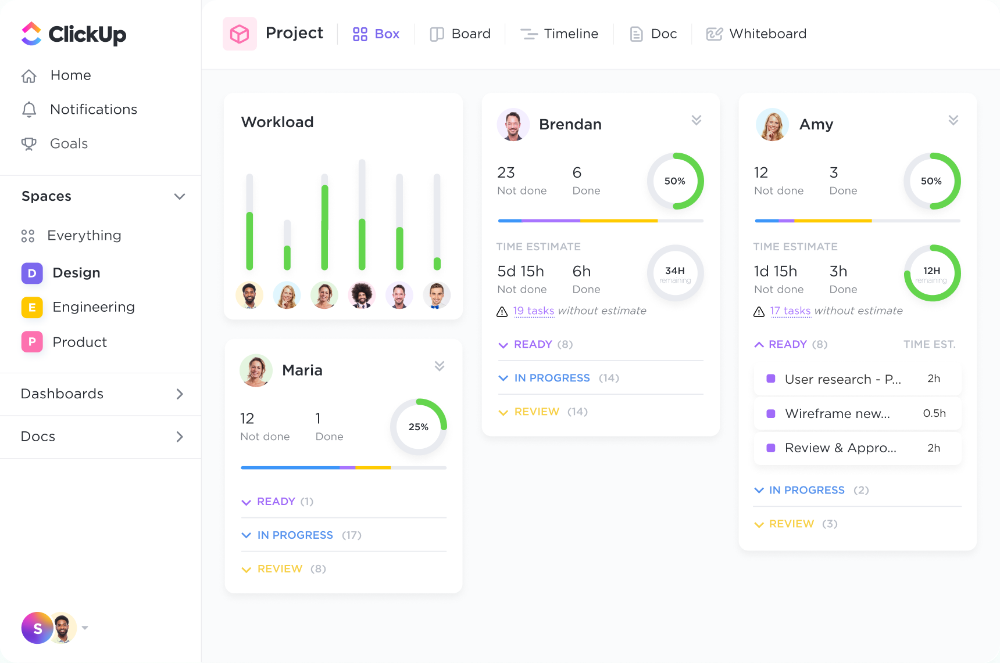 ClickUp
Home
Notifications
Goals
Spaces
Everything
D Design
E Engineering
P Product
Dashboards
Docs
S
Project
Box
Board
Timeline
Doc
Whiteboard
Workload
Maria
12
Not done
1
Done
25%
READY (1)
IN PROGRESS (17)
REVIEW (8)
Brendan
23
Not done
6
Done
50%
TIME ESTIMATE
5d 15h
Not done
6h
Done
34H
remaining
19 tasks without estimate
READY (8)
IN PROGRESS (14)
REVIEW (14)
Amy
12
Not done
3
Done
50%
TIME ESTIMATE
1d 15h
Not done
3h
Done
12H
remaining
17 tasks without estimate
READY (8) TIME EST.
User research - P... 2h
Wireframe new... 0.5h
Review & Appro... 2h
IN PROGRESS (2)
REVIEW (3)